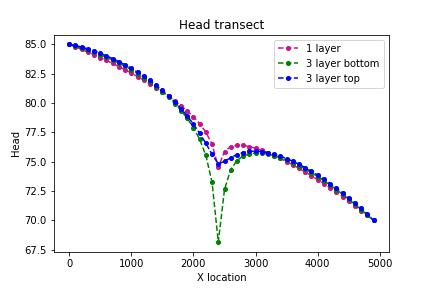 Head transect
85.0
82.5
80.0
77.5
75.0
72.5
70.0
67.5
Head
1 layer
3 layer bottom
3 layer top
0 1000 2000 3000 4000 5000
X location